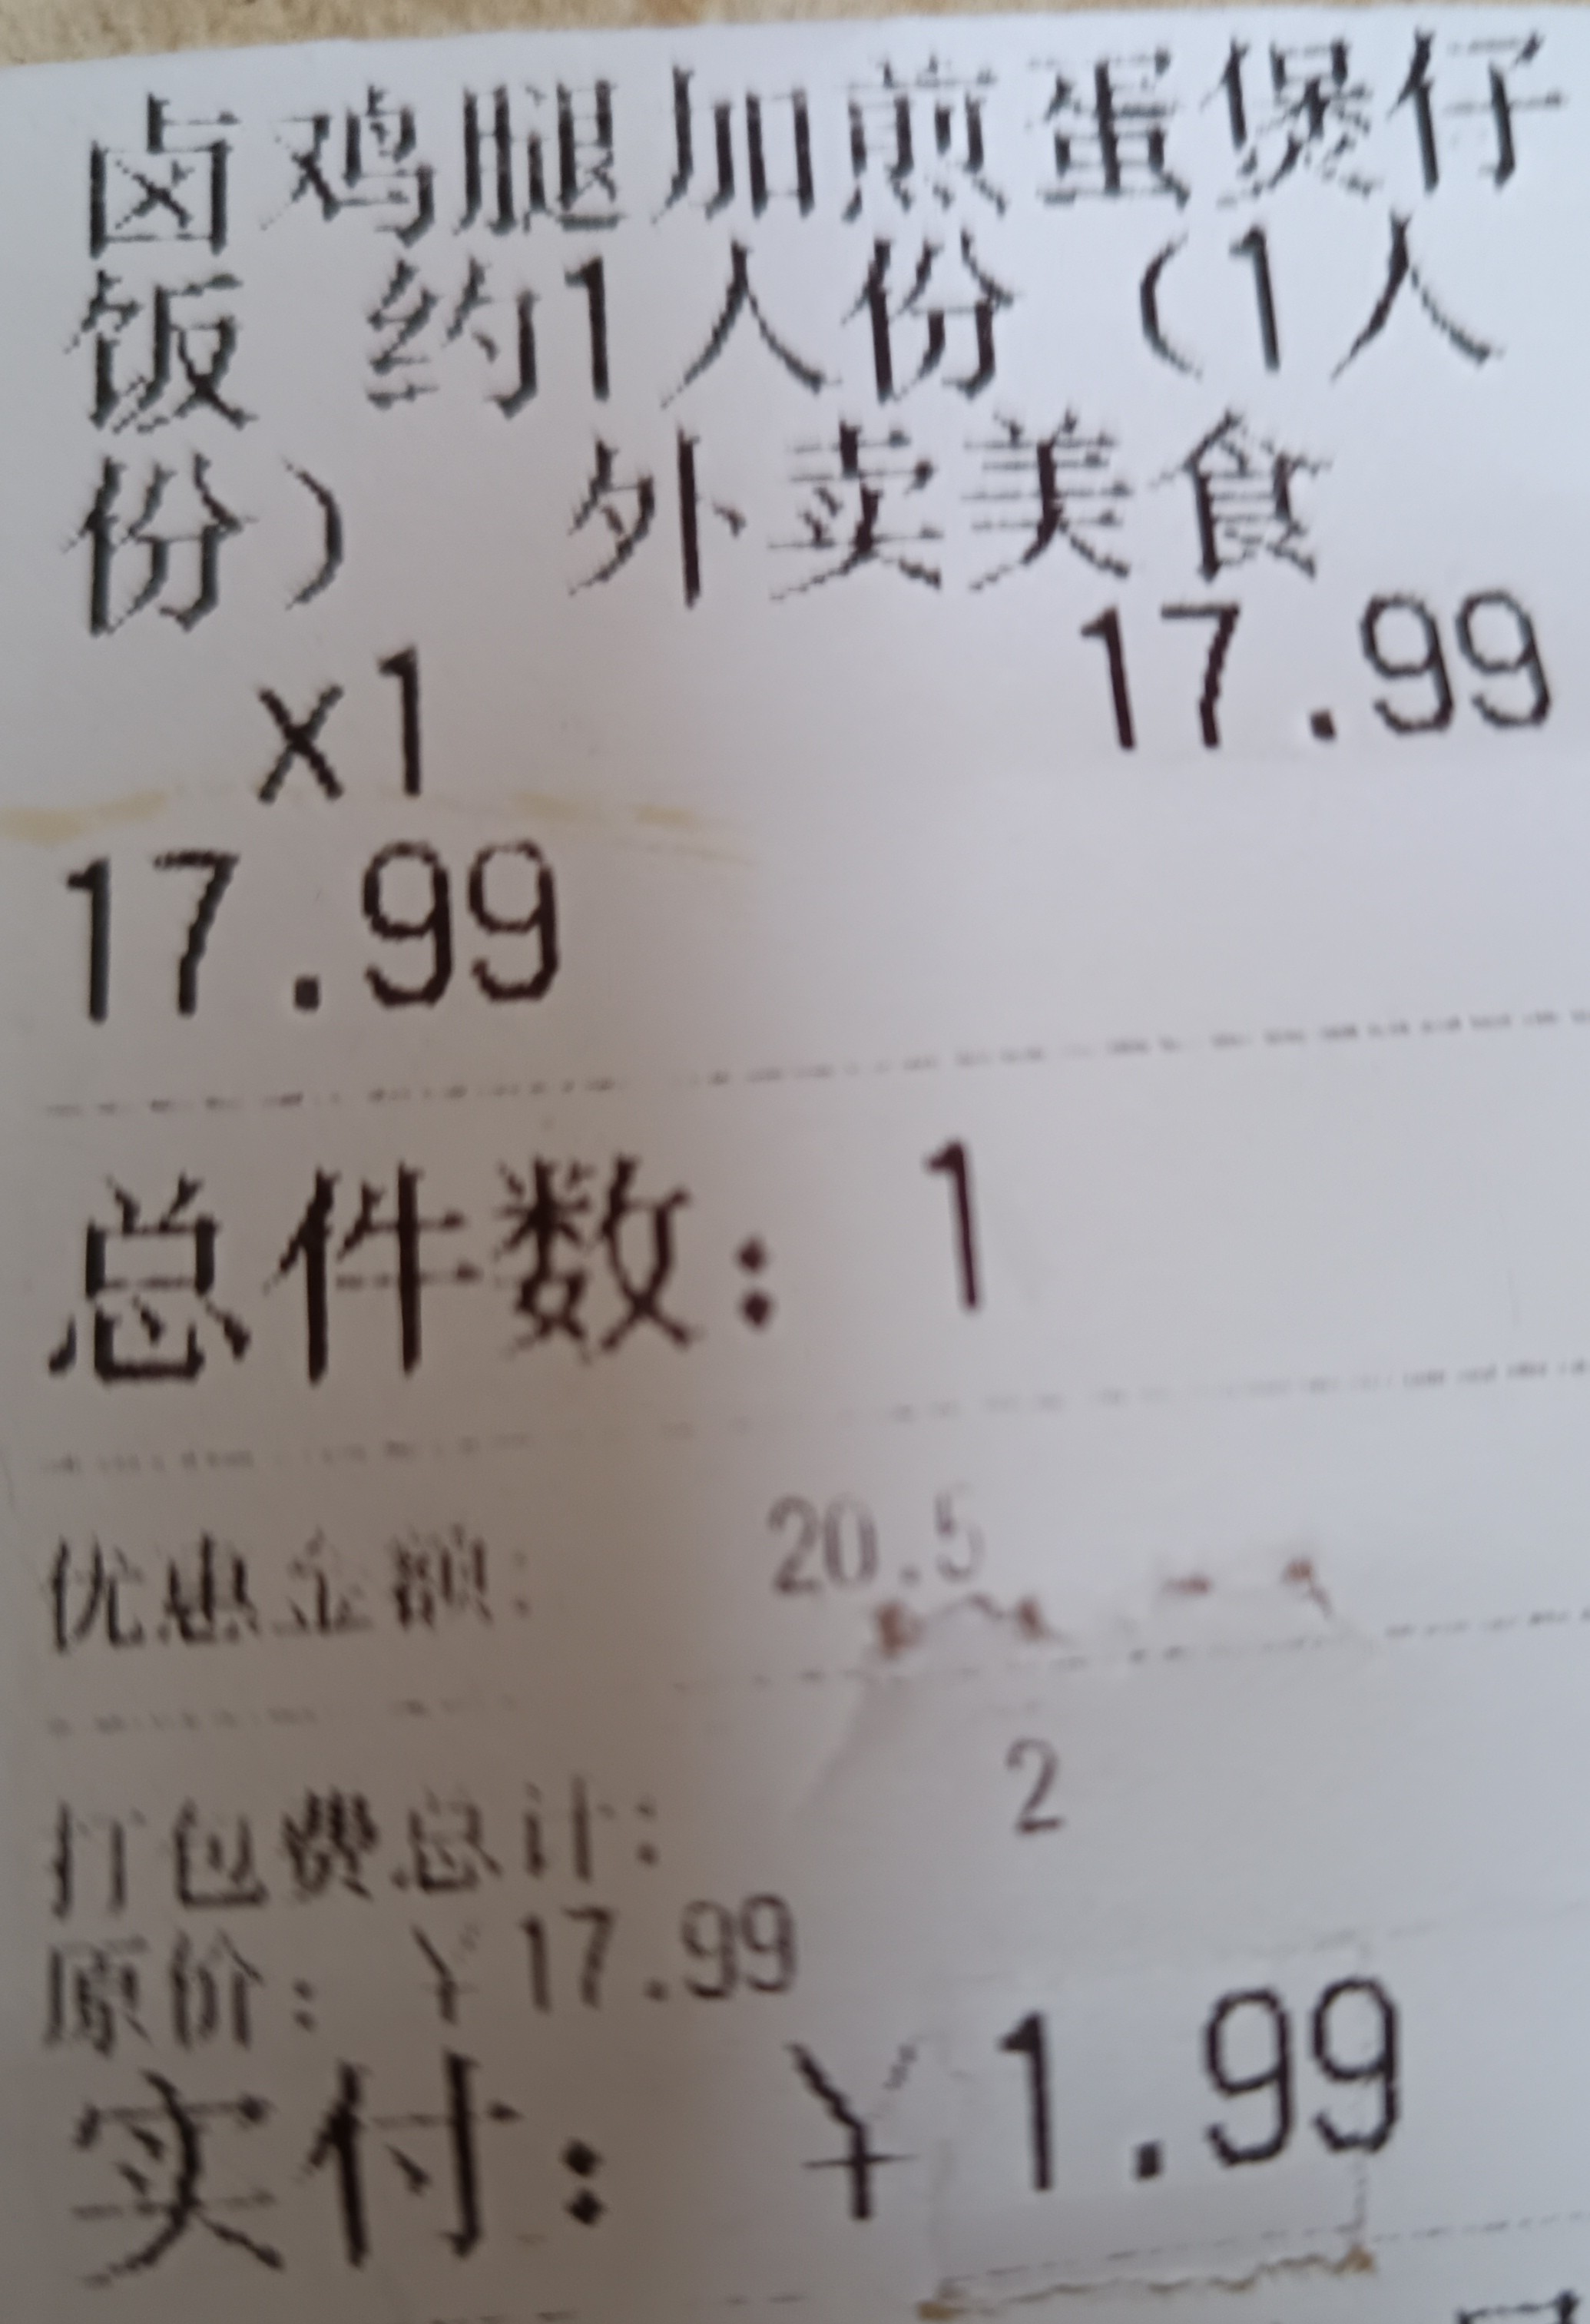 卤鸡腿加煎蛋煲仔
饭 约1人份（1人
份） 外卖美食
x1 17.99
17.99
总件数: 1
优惠金额: 20.5
打包费总计: 2
原价: ¥17.99
实付: ¥1.99